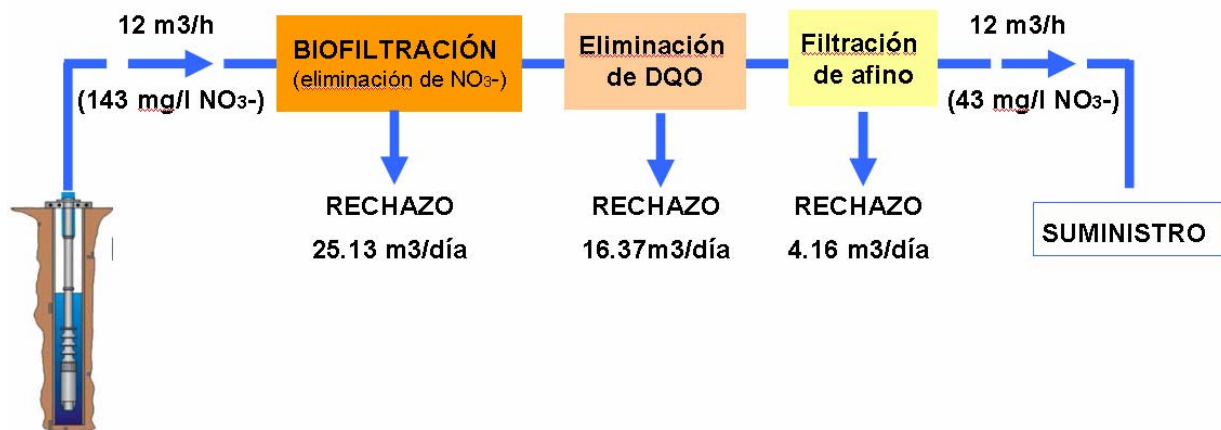 12 m3/h
(143 mg/l NO3-)
BIOFILTRACIÓN
(eliminación de NO3-)
Eliminación
de DQO
Filtración
de afino
12 m3/h
(43 mg/l NO3-)
RECHAZO
25.13 m3/día
RECHAZO
16.37m3/día
RECHAZO
4.16 m3/día
SUMINISTRO